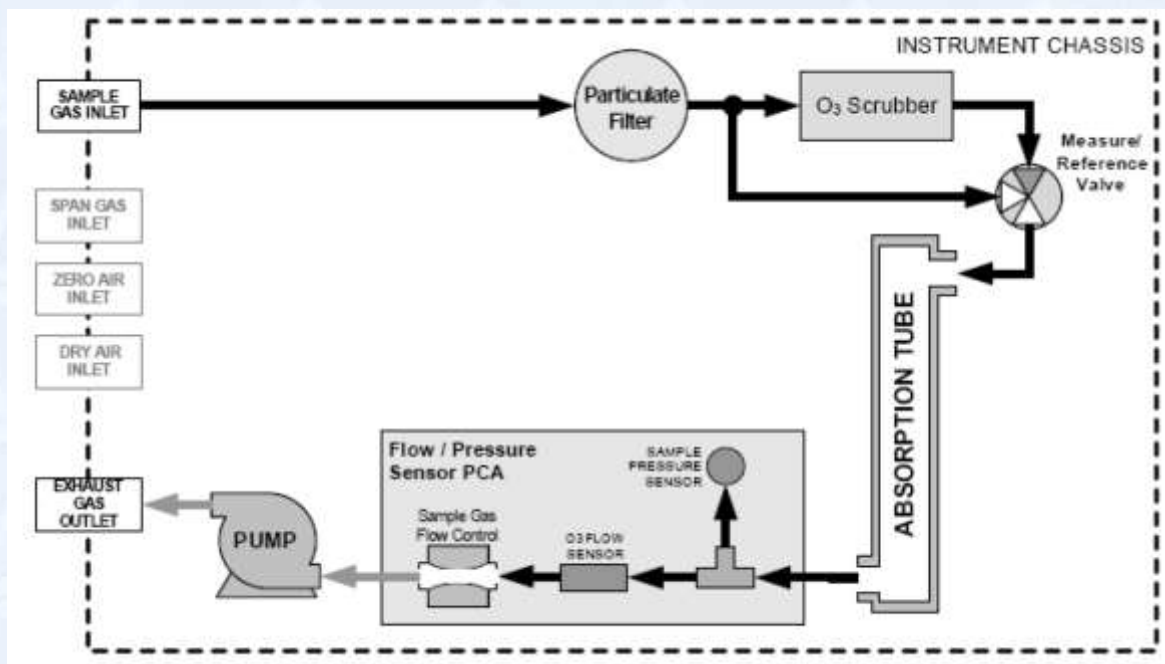 INSTRUMENT CHASSIS
SAMPLE
GAS INLET
Particulate
Filter
O₃ Scrubber
Measure/
Reference
Valve
SPAN GAS
INLET
ZERO AIR
INLET
DRY AIR
INLET
ABSORPTION TUBE
Flow / Pressure
Sensor PCA
SAMPLE
PRESSURE
SENSOR
EXHAUST
GAS
OUTLET
PUMP
Sample Gas
Flow Control
O3 FLOW
SENSOR